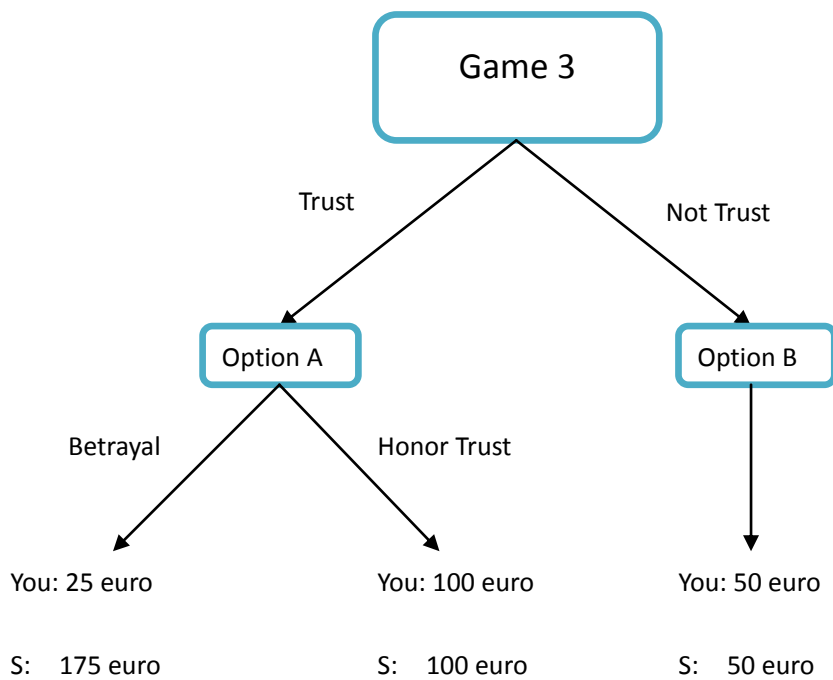 Game 3
Trust
Not Trust
Option A
Option B
Betrayal
Honor Trust
You: 25 euro
You: 100 euro
You: 50 euro
S: 175 euro
S: 100 euro
S: 50 euro